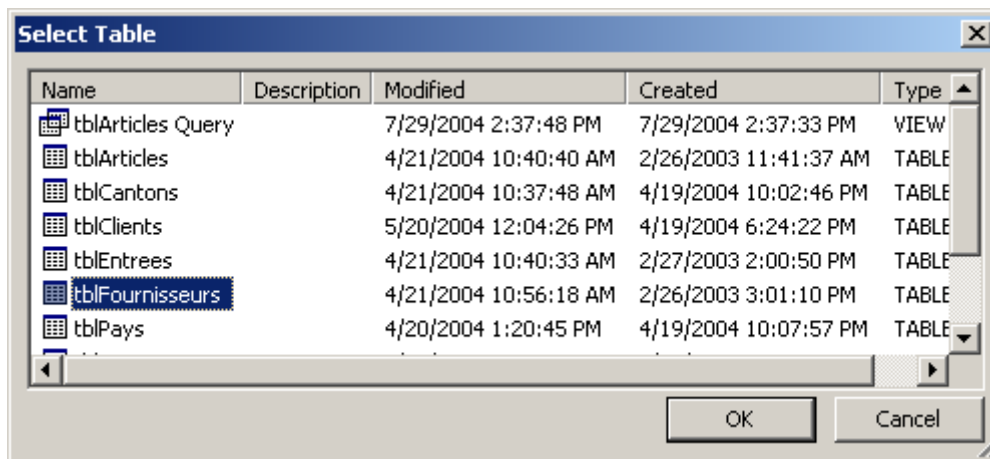 Select Table
Name Description Modified Created Type
tblArticles Query 7/29/2004 2:37:48 PM 7/29/2004 2:37:33 PM VIEW
tblArticles 4/21/2004 10:40:40 AM 2/26/2003 11:41:37 AM TABLE
tblCantons 4/21/2004 10:37:48 AM 4/19/2004 10:02:46 PM TABLE
tblClients 5/20/2004 12:04:26 PM 4/19/2004 6:24:22 PM TABLE
tblEntrees 4/21/2004 10:40:33 AM 2/27/2003 2:00:50 PM TABLE
tblFournisseurs 4/21/2004 10:56:18 AM 2/26/2003 3:01:10 PM TABLE
tblPays 4/20/2004 1:20:45 PM 4/19/2004 10:07:57 PM TABLE
OK Cancel